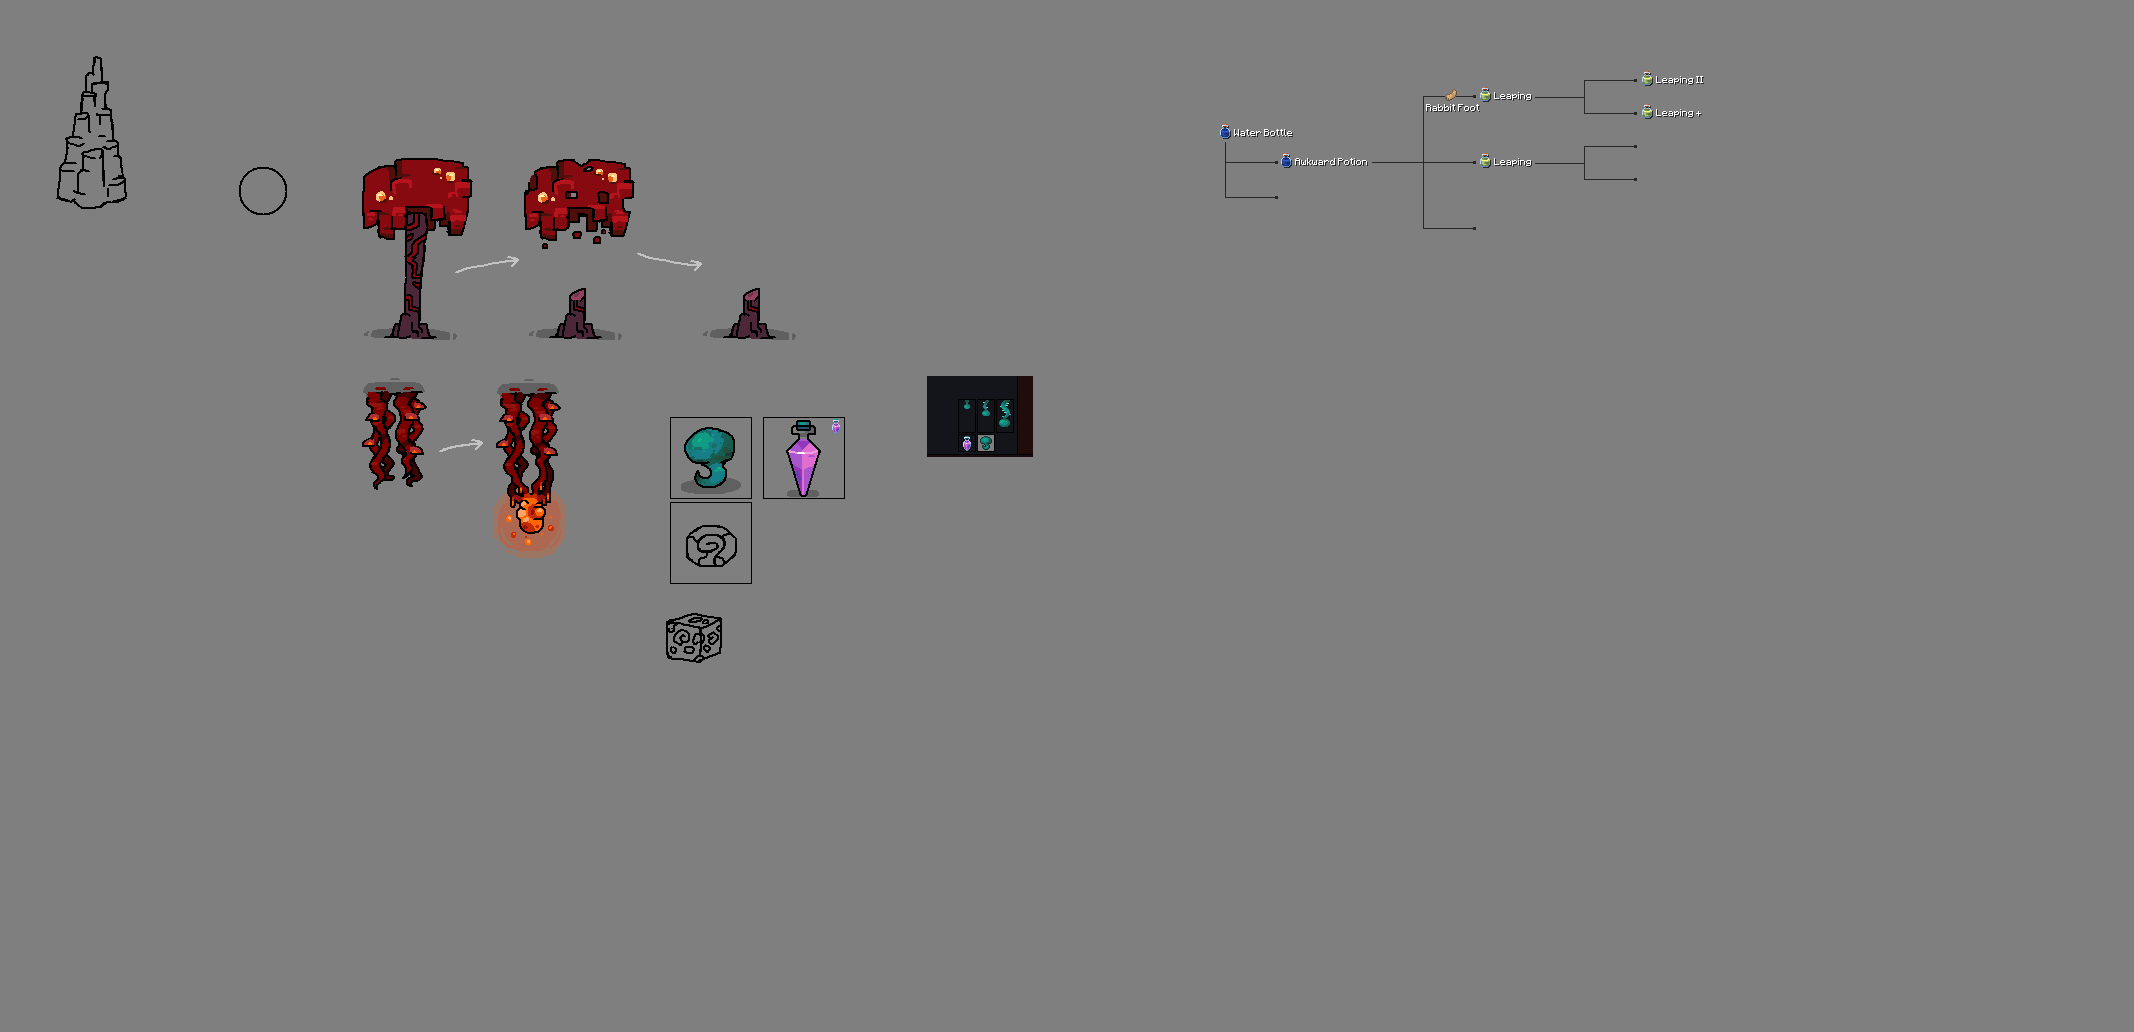 Leaping II
Rabbit Foot
Leaping
Leaping +
Water Bottle
Awkward Potion
Leaping